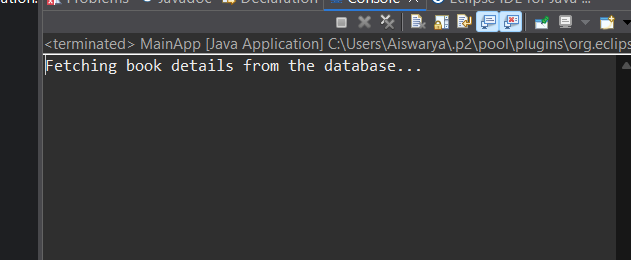 Problems Javadoc Declaration Console Eclipse IDE for Java ...
<terminated> MainApp [Java Application] C:\Users\Aiswarya\.p2\pool\plugins\org.eclips
Fetching book details from the database...